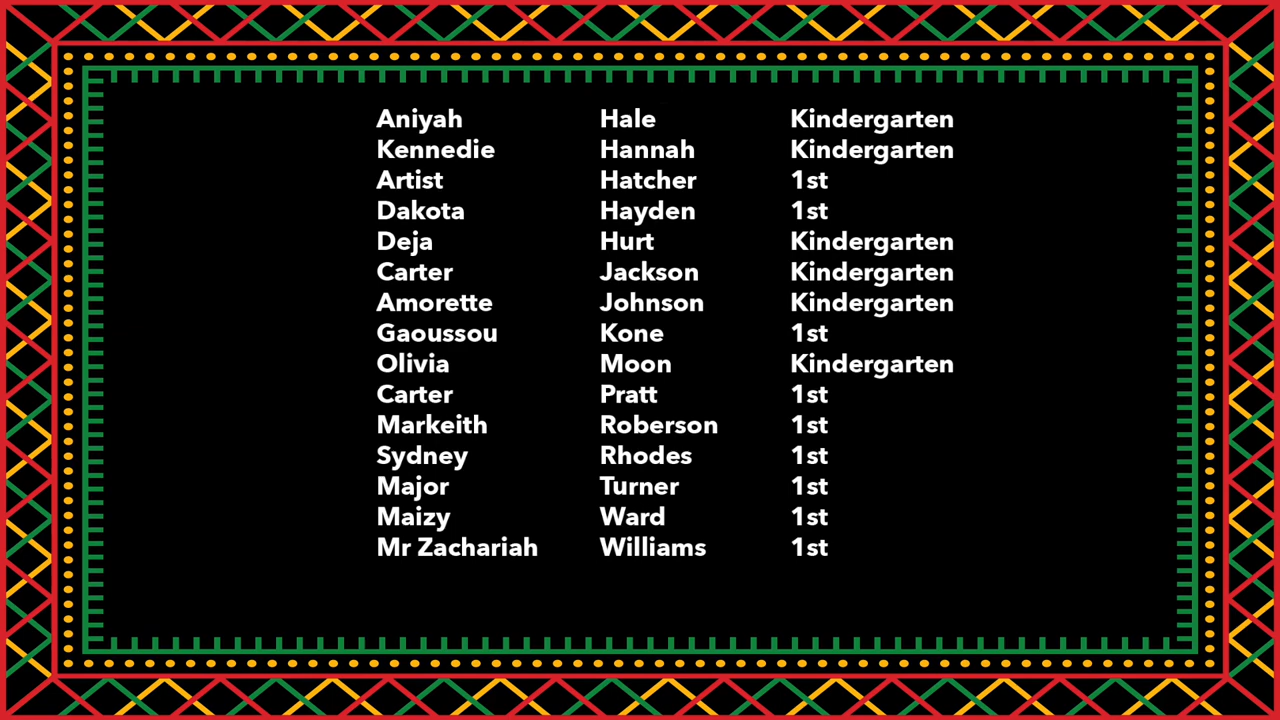 Aniyah Hale Kindergarten
Kennedie Hannah Kindergarten
Artist Hatcher 1st
Dakota Hayden 1st
Deja Hurt Kindergarten
Carter Jackson Kindergarten
Amorette Johnson Kindergarten
Gaoussou Kone 1st
Olivia Moon Kindergarten
Carter Pratt 1st
Markeith Roberson 1st
Sydney Rhodes 1st
Major Turner 1st
Maizy Ward 1st
Mr Zachariah Williams 1st